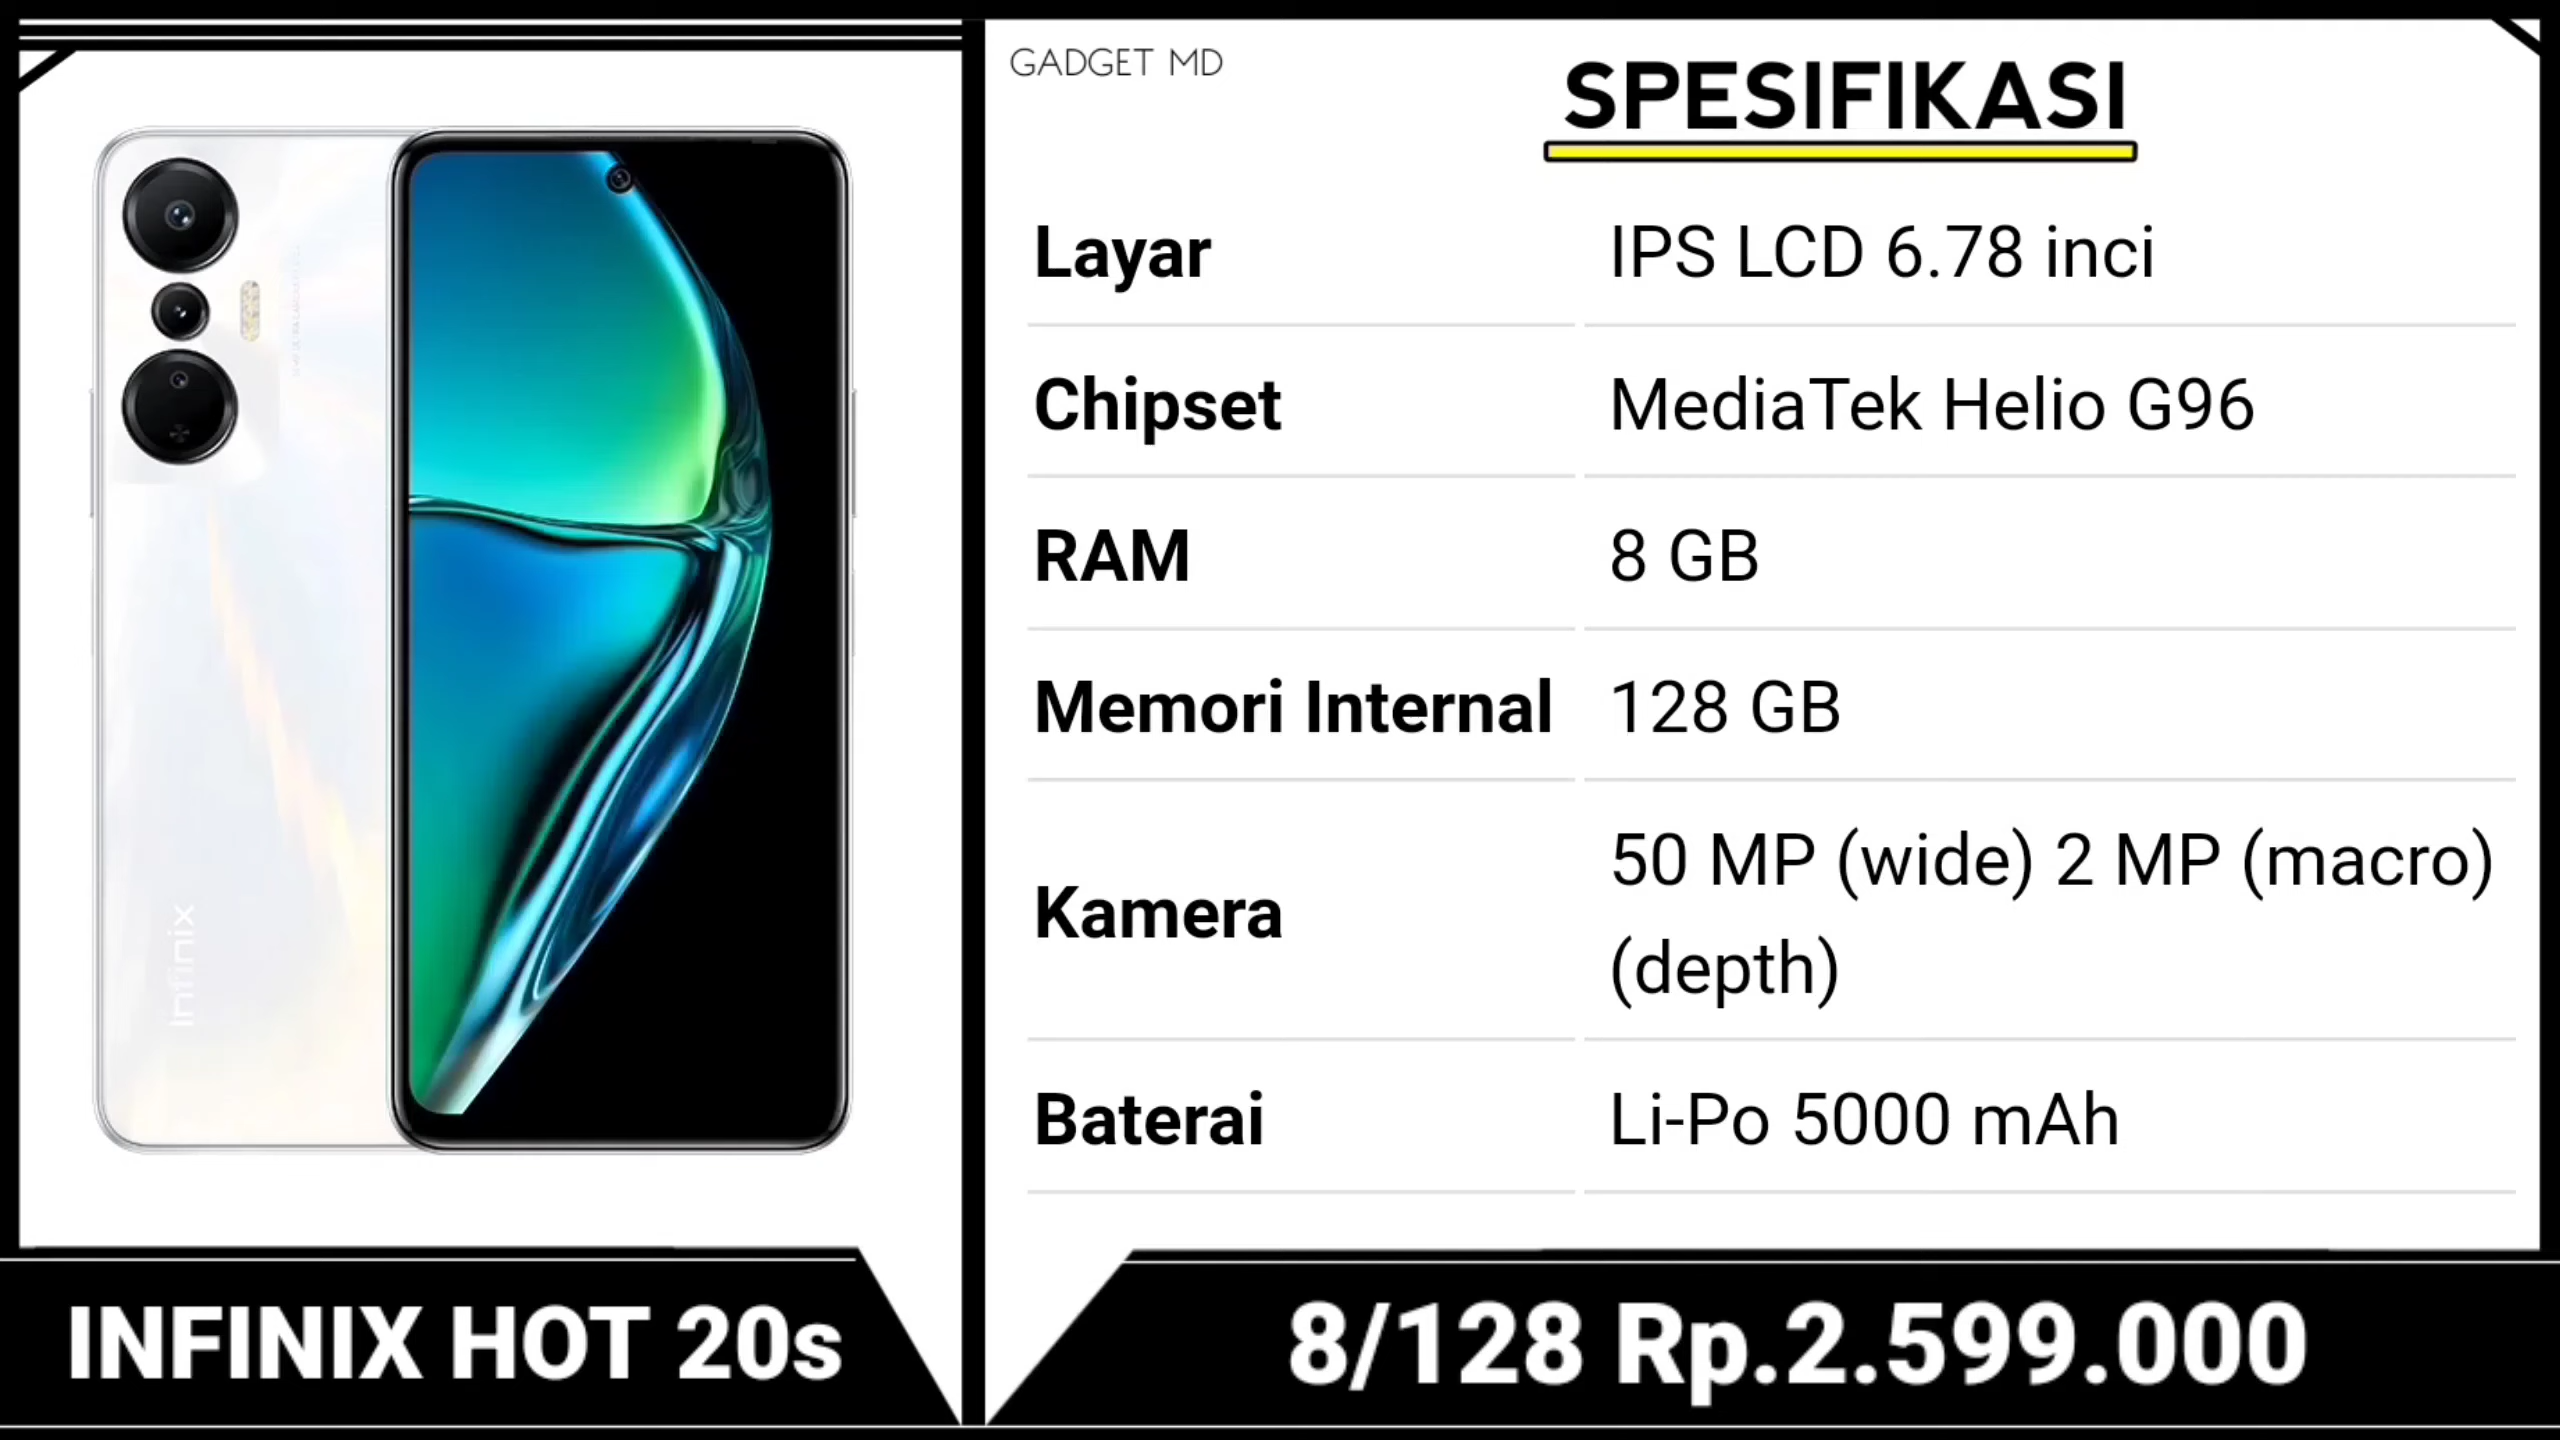 GADGET MD
SPESIFIKASI
Layar IPS LCD 6.78 inci
Chipset MediaTek Helio G96
RAM 8 GB
Memori Internal 128 GB
Kamera 50 MP (wide) 2 MP (macro)
(depth)
Baterai Li-Po 5000 mAh
Infinix
INFINIX HOT 20s
8/128 Rp.2.599.000